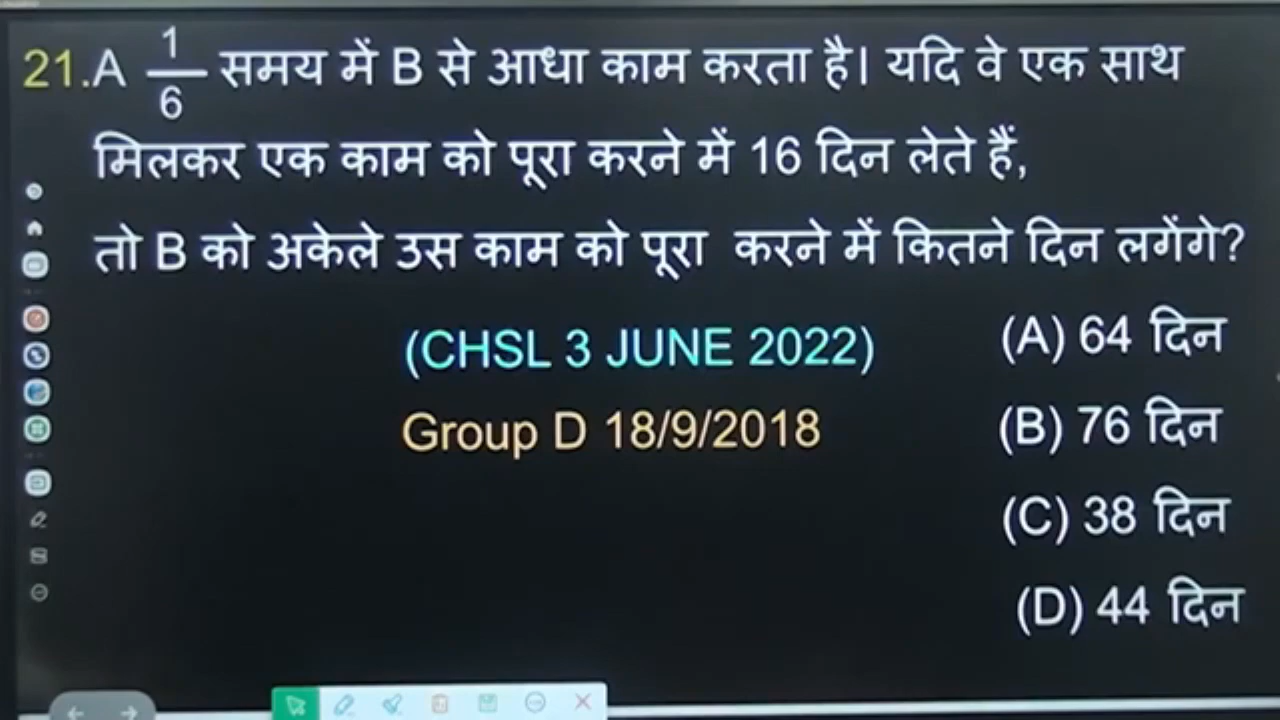 21.A 1/6 समय में B से आधा काम करता है। यदि वे एक साथ
मिलकर एक काम को पूरा करने में 16 दिन लेते हैं,
तो B को अकेले उस काम को पूरा करने में कितने दिन लगेंगे?
(CHSL 3 JUNE 2022)
Group D 18/9/2018
(A) 64 दिन
(B) 76 दिन
(C) 38 दिन
(D) 44 दिन